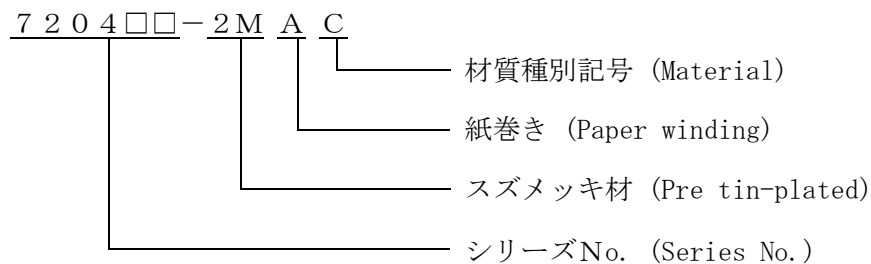 ７２０４□□－２ＭＡＣ
材質種別記号 (Material)
紙巻き (Paper winding)
スズメッキ材 (Pre tin-plated)
シリーズNo. (Series No.)